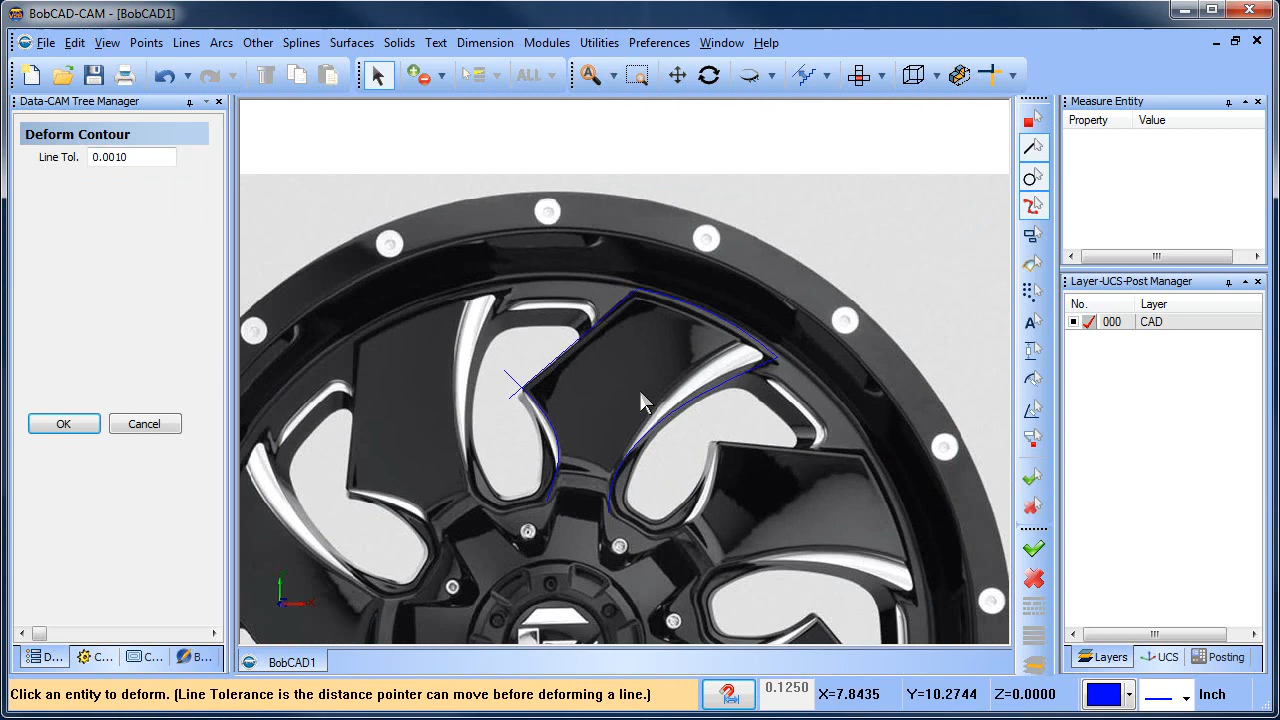 BobCAD-CAM - [BobCAD1]
File Edit View Points Lines Arcs Other Splines Surfaces Solids Text Dimension Modules Utilities Preferences Window Help
ALL
Data-CAM Tree Manager
Deform Contour
Line Tol. 0.0010
OK Cancel
D... C... C... B...
BobCAD1
Measure Entity
Property Value
Layer-UCS-Post Manager
No. Layer
000 CAD
Layers UCS Posting
Click an entity to deform. (Line Tolerance is the distance pointer can move before deforming a line.)
0.1250 X=7.8435 Y=10.2744 Z=0.0000 Inch